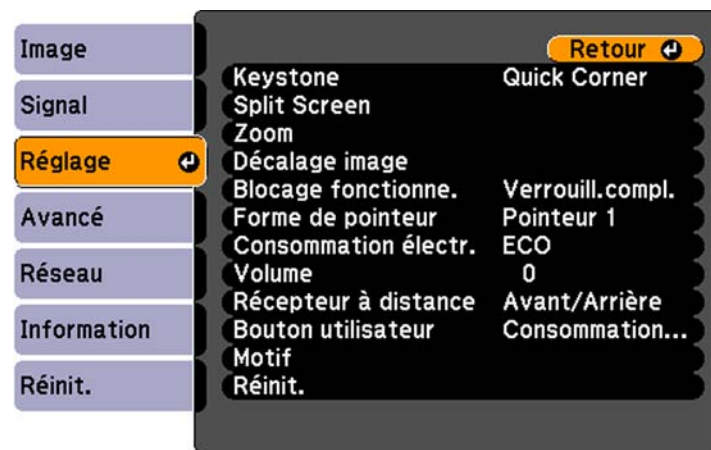 Image
Signal
Réglage
Avancé
Réseau
Information
Réinit.
Retour
Keystone Quick Corner
Split Screen
Zoom
Décalage image
Blocage fonctionne. Verrouill.compl.
Forme de pointeur Pointeur 1
Consommation électr. ECO
Volume 0
Récepteur à distance Avant/Arrière
Bouton utilisateur Consommation...
Motif
Réinit.